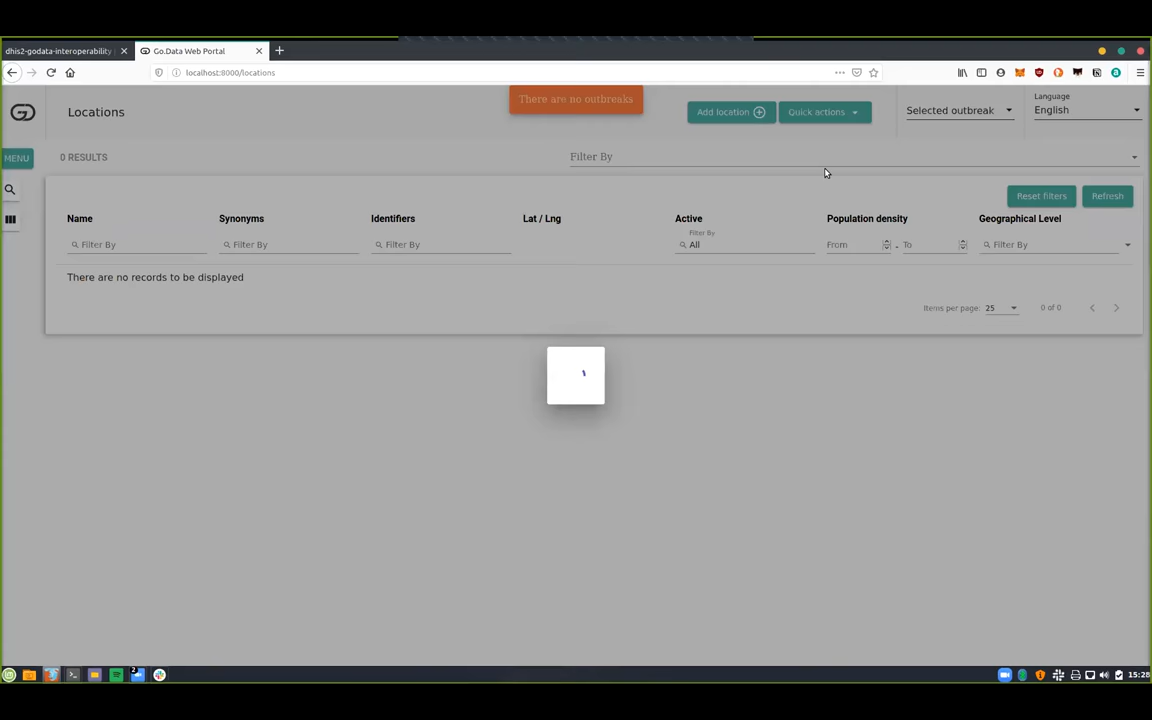 dhis2-godata-interoperability
Go.Data Web Portal
localhost:8000/locations
Locations
There are no outbreaks
Add location
Quick actions
Selected outbreak
Language
English
MENU
0 RESULTS
Filter By
Reset filters
Refresh
Name
Synonyms
Identifiers
Lat / Lng
Active
Population density
Geographical Level
Filter By
Filter By
Filter By
Filter By
All
From
-
To
Filter By
There are no records to be displayed
Items per page:
25
0 of 0
2
15:28